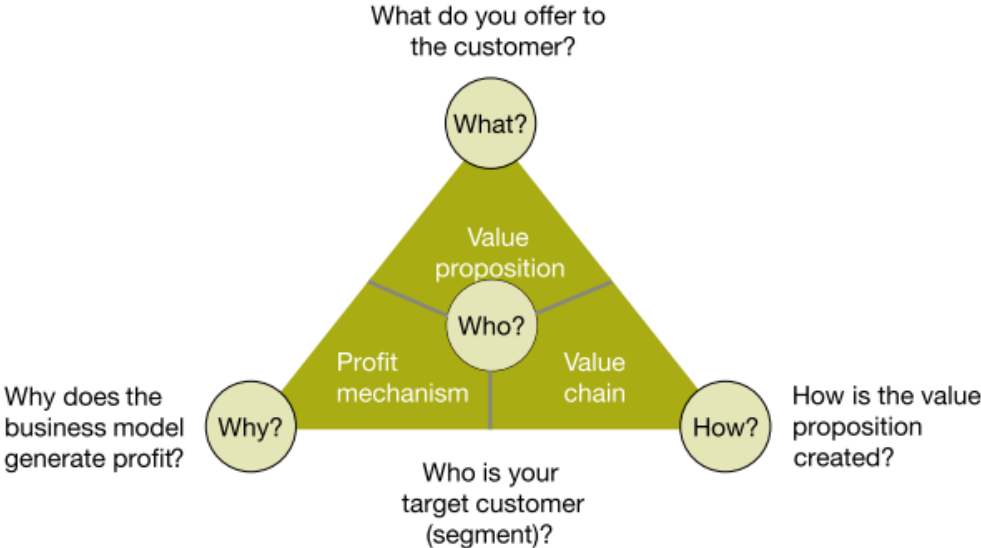 What do you offer to
the customer?
What?
Value
proposition
Who?
Profit
mechanism
Value
chain
Why does the
business model
generate profit?
Why?
How?
How is the value
proposition
created?
Who is your
target customer
(segment)?